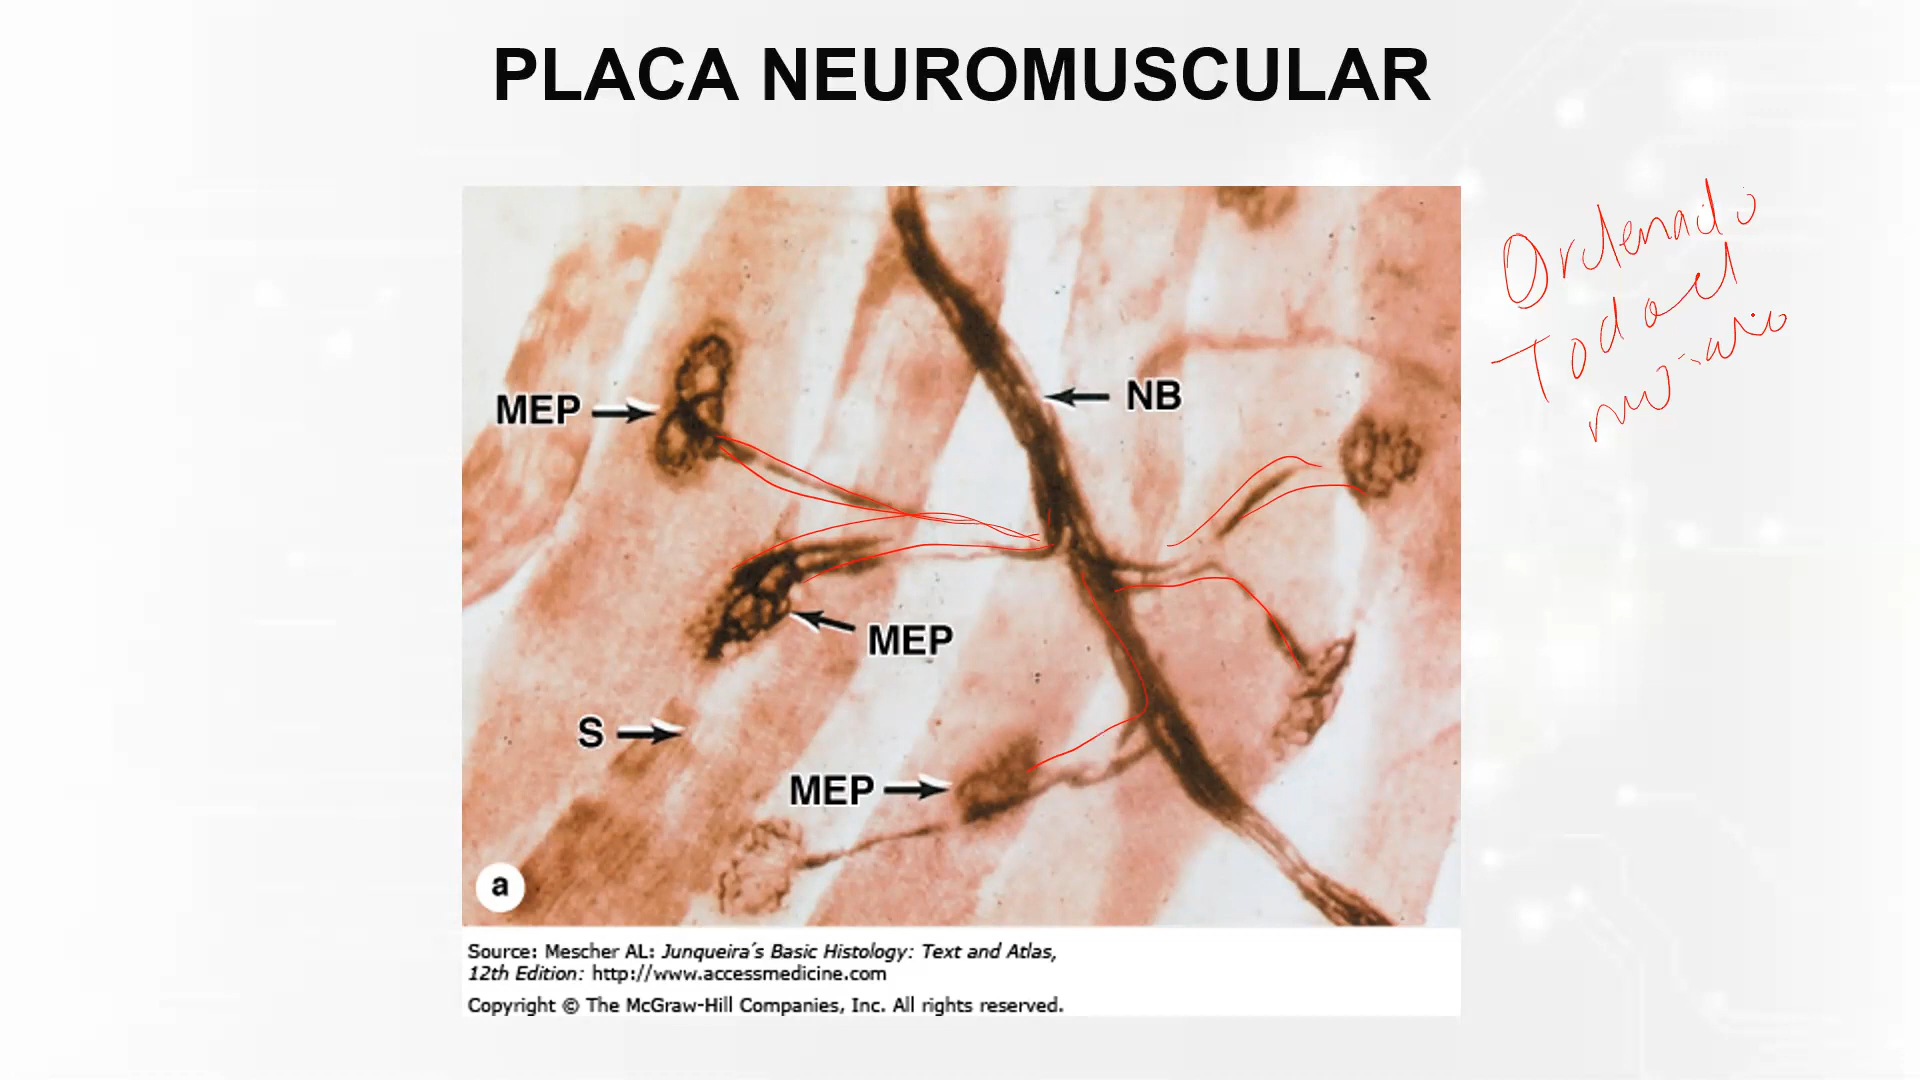 PLACA NEUROMUSCULAR
Ordenado
Todo el
MEP
NB
MEP
S
MEP
a
Source: Mescher AL: Junqueira´s Basic Histology: Text and Atlas,
12th Edition: http://www.accessmedicine.com
Copyright © The McGraw-Hill Companies, Inc. All rights reserved.